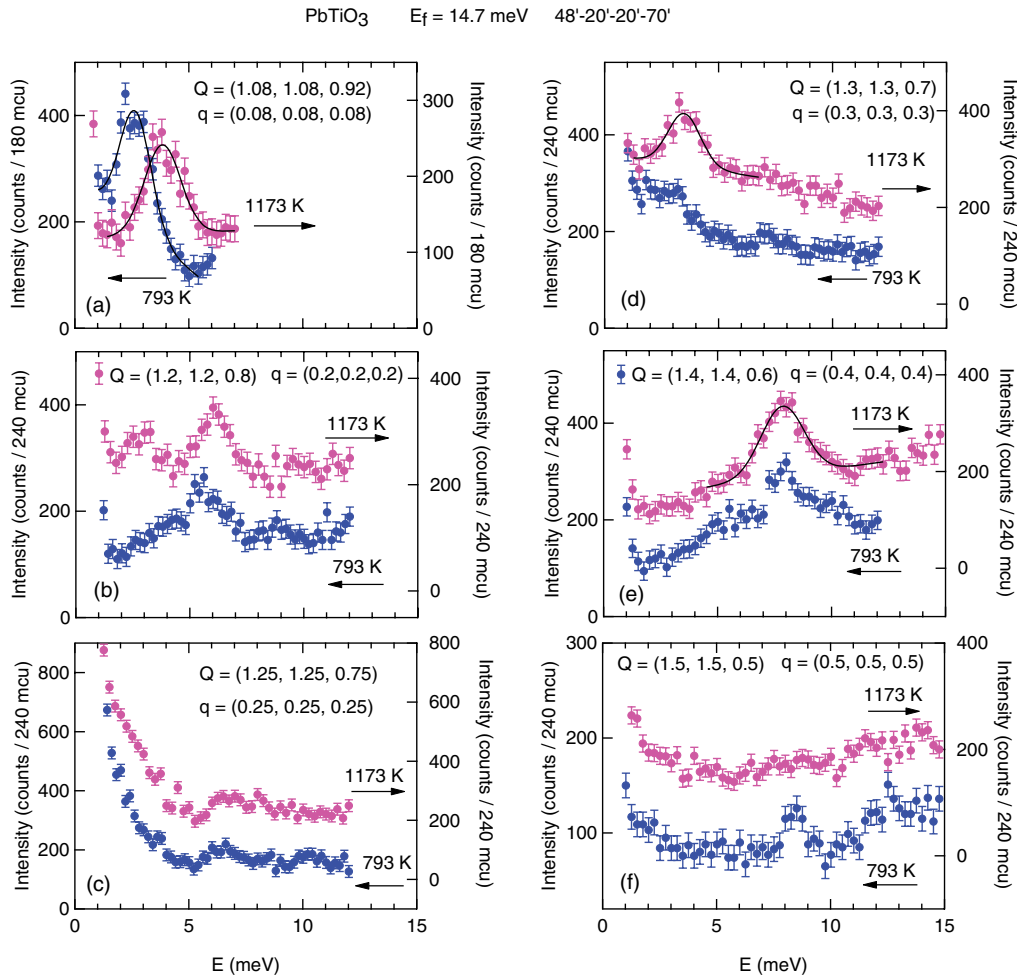 PbTiO3 Ef = 14.7 meV 48'-20'-20'-70'
Q = (1.08, 1.08, 0.92)
q = (0.08, 0.08, 0.08)
1173 K
793 K
(a)
400
200
0
300
200
100
0
Intensity (counts / 180 mcu)
Intensity (counts / 180 mcu)
Q = (1.3, 1.3, 0.7)
q = (0.3, 0.3, 0.3)
1173 K
793 K
(d)
400
200
0
400
200
0
Intensity (counts / 240 mcu)
Intensity (counts / 240 mcu)
Q = (1.2, 1.2, 0.8) q = (0.2,0.2,0.2)
1173 K
793 K
(b)
400
200
0
400
200
0
Intensity (counts / 240 mcu)
Intensity (counts / 240 mcu)
Q = (1.4, 1.4, 0.6) q = (0.4, 0.4, 0.4)
1173 K
793 K
(e)
400
200
0
400
200
0
Intensity (counts / 240 mcu)
Intensity (counts / 240 mcu)
Q = (1.25, 1.25, 0.75)
q = (0.25, 0.25, 0.25)
1173 K
793 K
(c)
800
600
400
200
0
800
600
400
200
0
Intensity (counts / 240 mcu)
Intensity (counts / 240 mcu)
0 5 10 15
E (meV)
Q = (1.5, 1.5, 0.5) q = (0.5, 0.5, 0.5)
1173 K
793 K
(f)
300
200
100
400
200
0
Intensity (counts / 240 mcu)
Intensity (counts / 240 mcu)
0 5 10 15
E (meV)